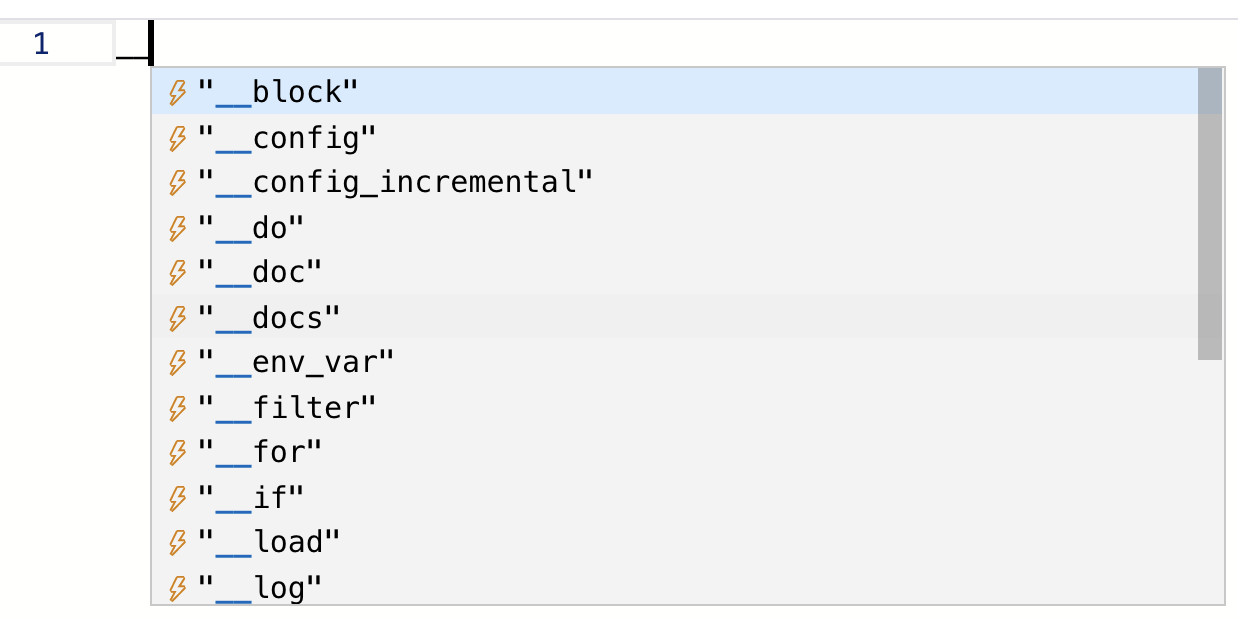 1 __
"__block"
"__config"
"__config_incremental"
"__do"
"__doc"
"__docs"
"__env_var"
"__filter"
"__for"
"__if"
"__load"
"__log"